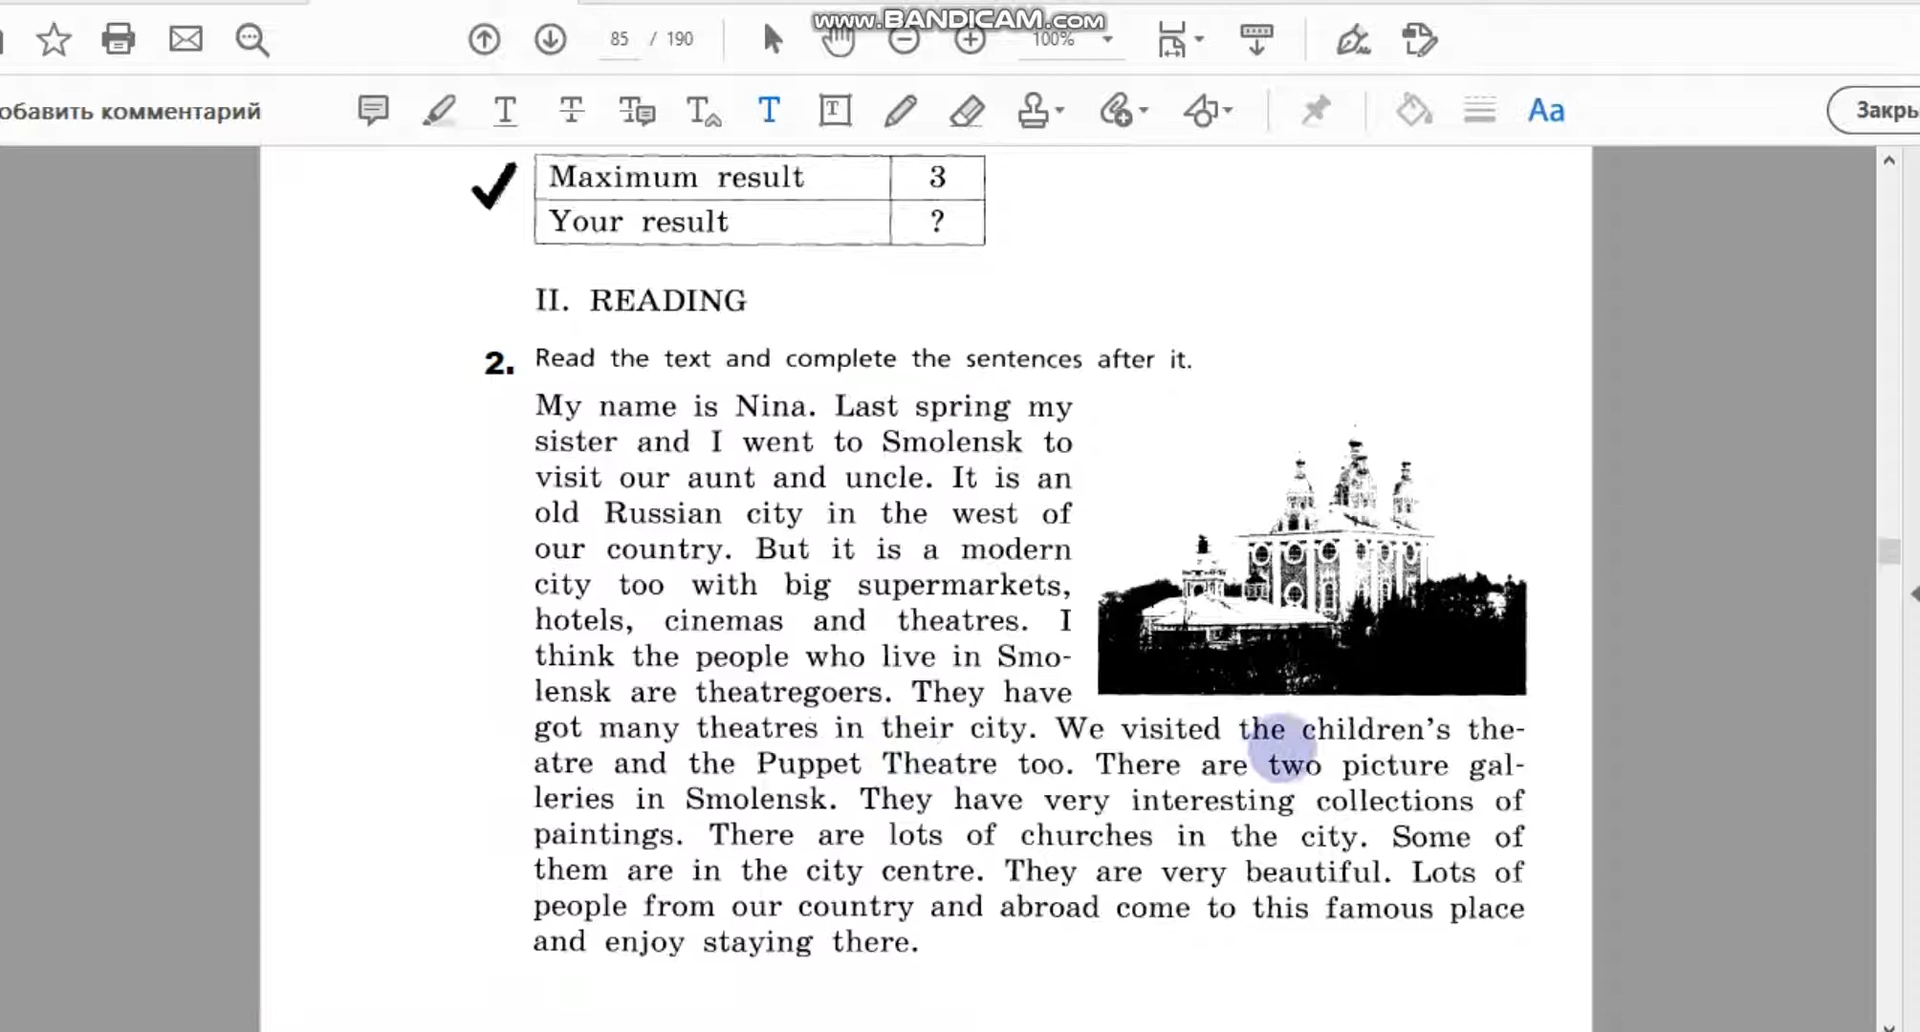 www.BANDICAM.com
85 / 190
100%
обавить комментарий
Aa
Закры
Maximum result 3
Your result ?
II. READING
2. Read the text and complete the sentences after it.
My name is Nina. Last spring my
sister and I went to Smolensk to
visit our aunt and uncle. It is an
old Russian city in the west of
our country. But it is a modern
city too with big supermarkets,
hotels, cinemas and theatres. I
think the people who live in Smo-
lensk are theatregoers. They have
got many theatres in their city. We visited the children's the-
atre and the Puppet Theatre too. There are two picture gal-
leries in Smolensk. They have very interesting collections of
paintings. There are lots of churches in the city. Some of
them are in the city centre. They are very beautiful. Lots of
people from our country and abroad come to this famous place
and enjoy staying there.